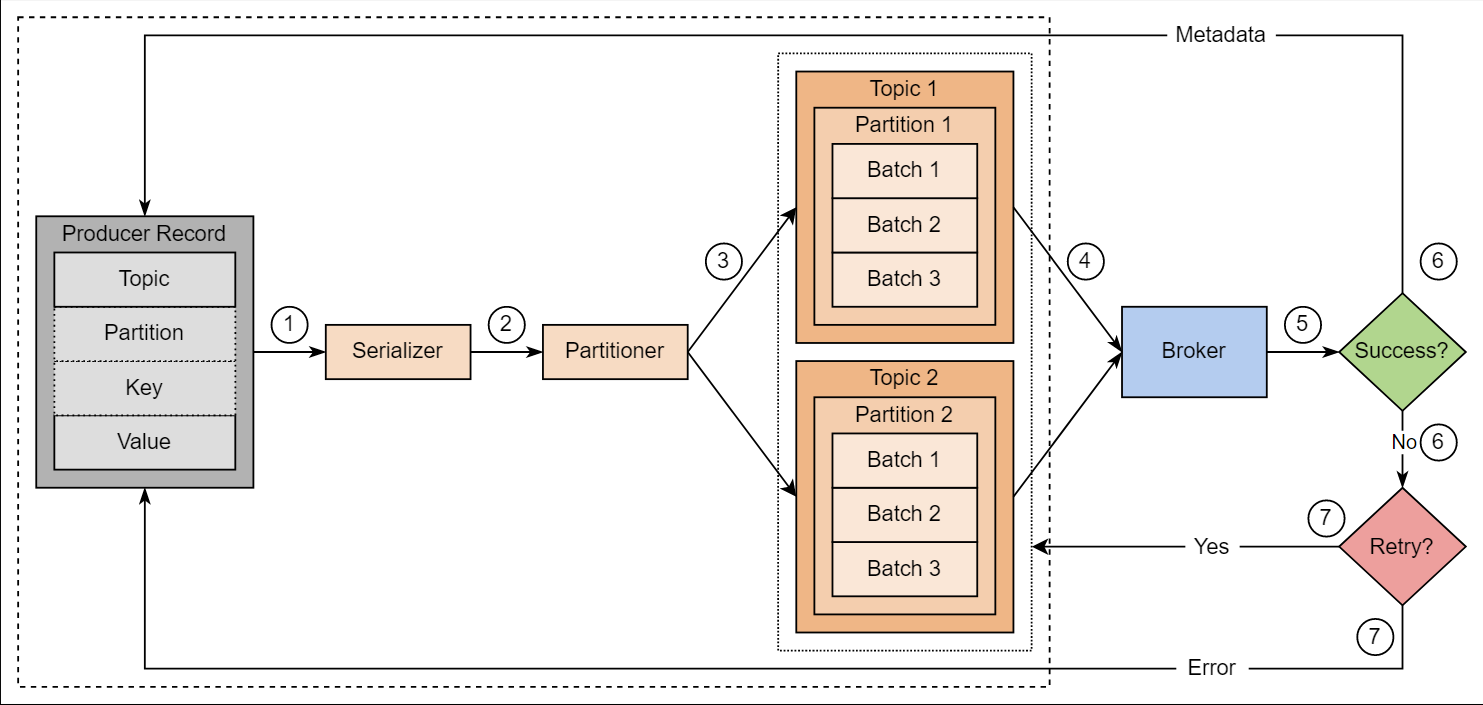 Metadata
Topic 1
Partition 1
Batch 1
Batch 2
Batch 3
Producer Record
Topic
Partition
Key
Value
1
Serializer
2
Partitioner
3
4
Broker
5
Success?
6
No
6
Topic 2
Partition 2
Batch 1
Batch 2
Batch 3
7
Retry?
Yes
7
Error